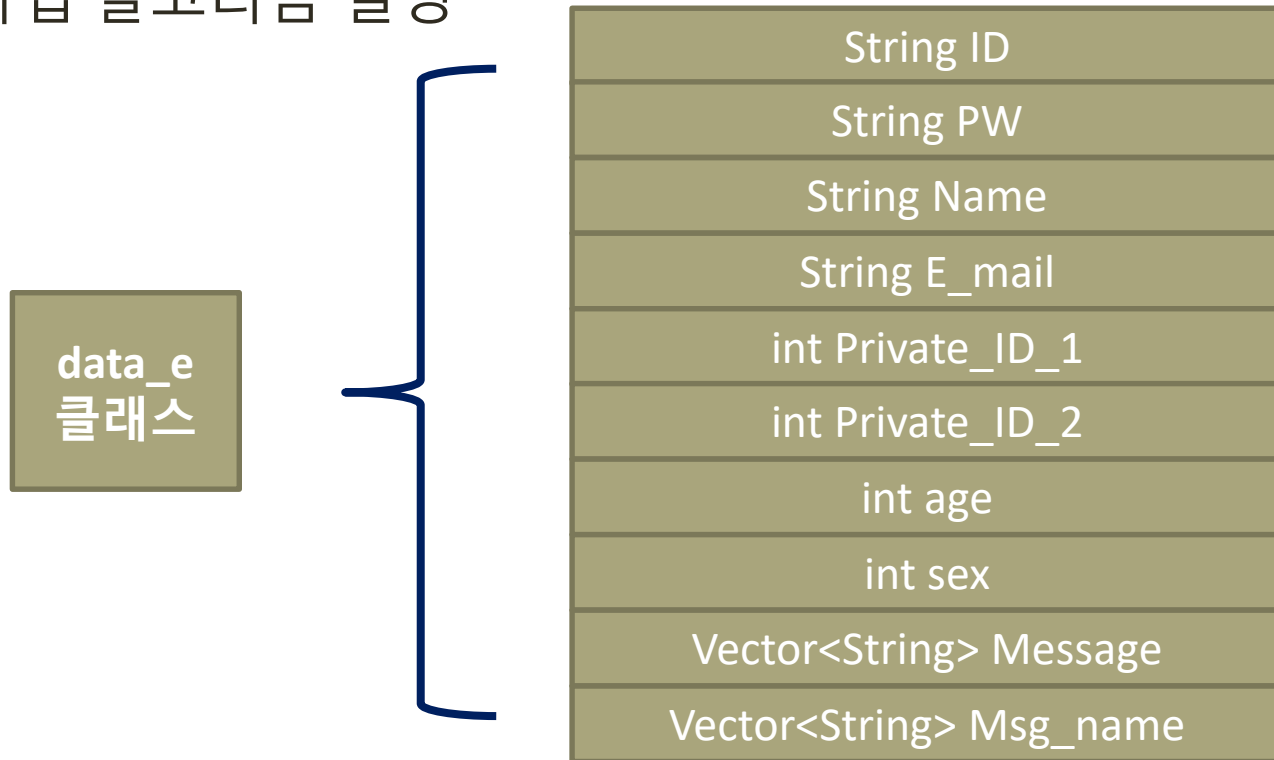 data_e
클래스
String ID
String PW
String Name
String E_mail
int Private_ID_1
int Private_ID_2
int age
int sex
Vector<String> Message
Vector<String> Msg_name